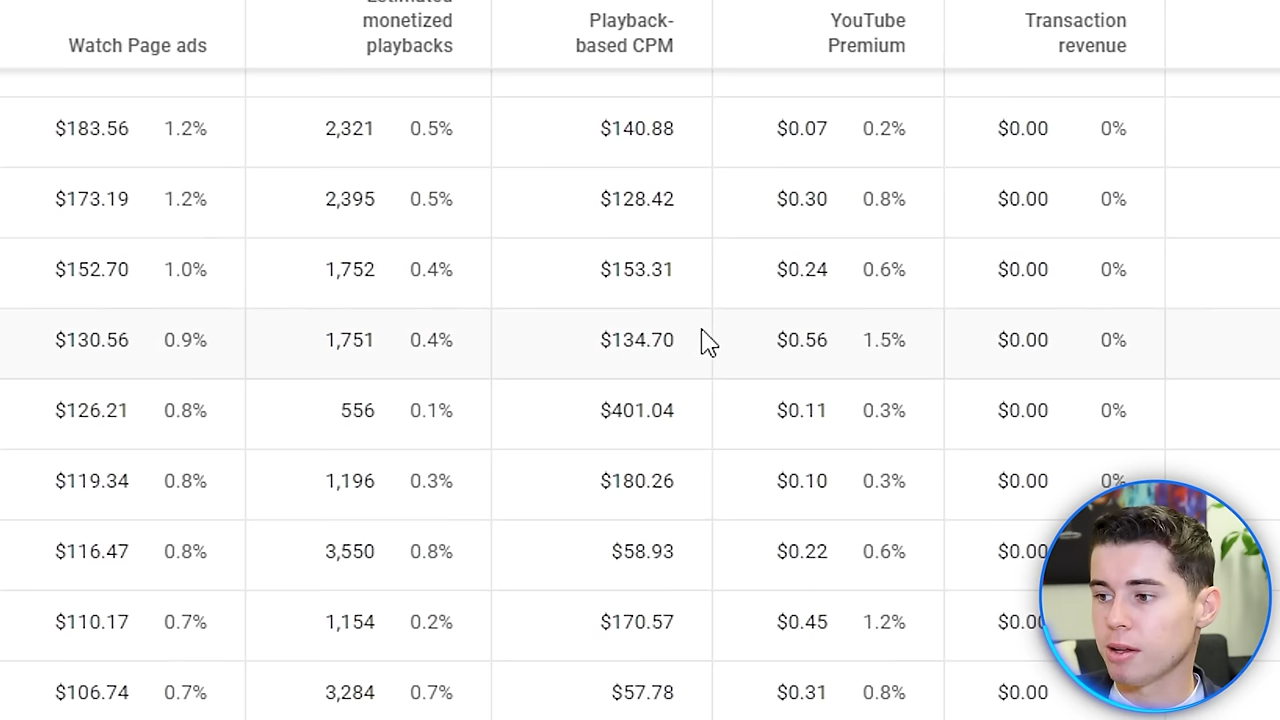 monetized Playback- YouTube Transaction
Watch Page ads playbacks based CPM Premium revenue
$183.56 1.2% 2,321 0.5% $140.88 $0.07 0.2% $0.00 0%
$173.19 1.2% 2,395 0.5% $128.42 $0.30 0.8% $0.00 0%
$152.70 1.0% 1,752 0.4% $153.31 $0.24 0.6% $0.00 0%
$130.56 0.9% 1,751 0.4% $134.70 $0.56 1.5% $0.00 0%
$126.21 0.8% 556 0.1% $401.04 $0.11 0.3% $0.00 0%
$119.34 0.8% 1,196 0.3% $180.26 $0.10 0.3% $0.00 0%
$116.47 0.8% 3,550 0.8% $58.93 $0.22 0.6% $0.00
$110.17 0.7% 1,154 0.2% $170.57 $0.45 1.2% $0.00
$106.74 0.7% 3,284 0.7% $57.78 $0.31 0.8% $0.00